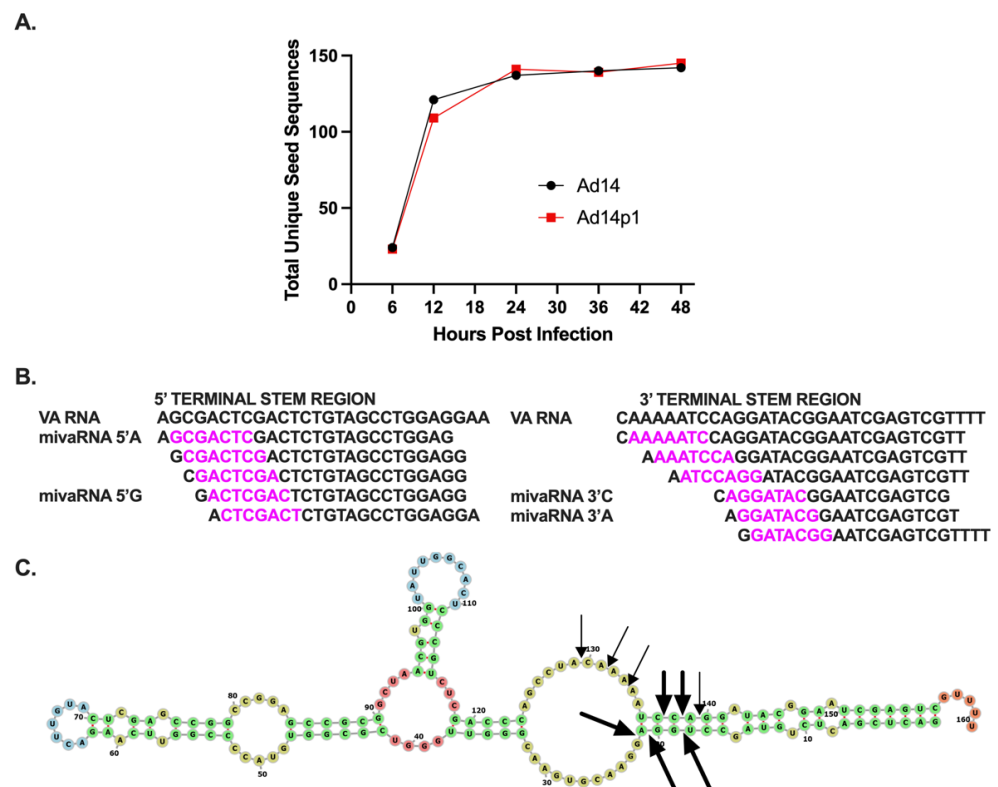 A.
150
100
50
0
Total Unique Seed Sequences
Ad14
Ad14p1
0 6 12 18 24 30 36 42 48
Hours Post Infection
B.
5' TERMINAL STEM REGION
VA RNA AGCGACTCGACTCTGTAGCCTGGAGGAA
mivaRNA 5'A AGCGACTCGACTCTGTAGCCTGGAG
GCGACTCGACTCTGTAGCCTGGAGG
CGACTCGACTCTGTAGCCTGGAGG
mivaRNA 5'G GACTCGACTCTGTAGCCTGGAGG
ACTCGACTCTGTAGCCTGGAGGA
3' TERMINAL STEM REGION
VA RNA CAAAAATCCAGGATACGGAATCGAGTCGTTTT
CAAAAATCCAGGATACGGAATCGAGTCGTT
AAAATCCAGGATACGGAATCGAGTCGTT
AATCCAGGATACGGAATCGAGTCGTT
mivaRNA 3'C CAGGATACGGAATCGAGTCG
mivaRNA 3'A AGGATACGGAATCGAGTCGT
GGATACGGAATCGAGTCGTTTT
C.
100
110
130
80
70
90
120
140
150
160
60
50
40
30
10